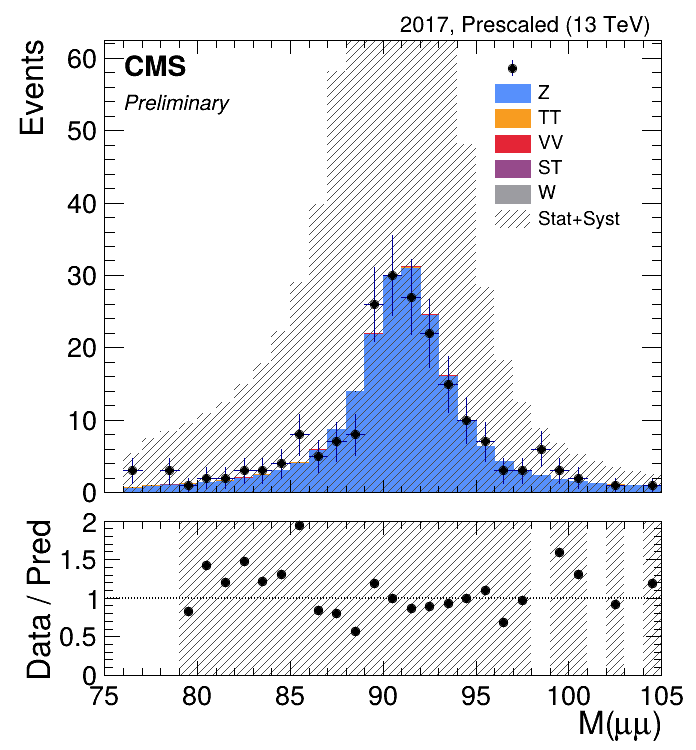 2017, Prescaled (13 TeV)
Events
60
50
40
30
20
10
0
CMS
Preliminary
Z
TT
VV
ST
W
Stat+Syst
Data / Pred
2
1.5
1
0.5
0
75 80 85 90 95 100 105
M(μμ)